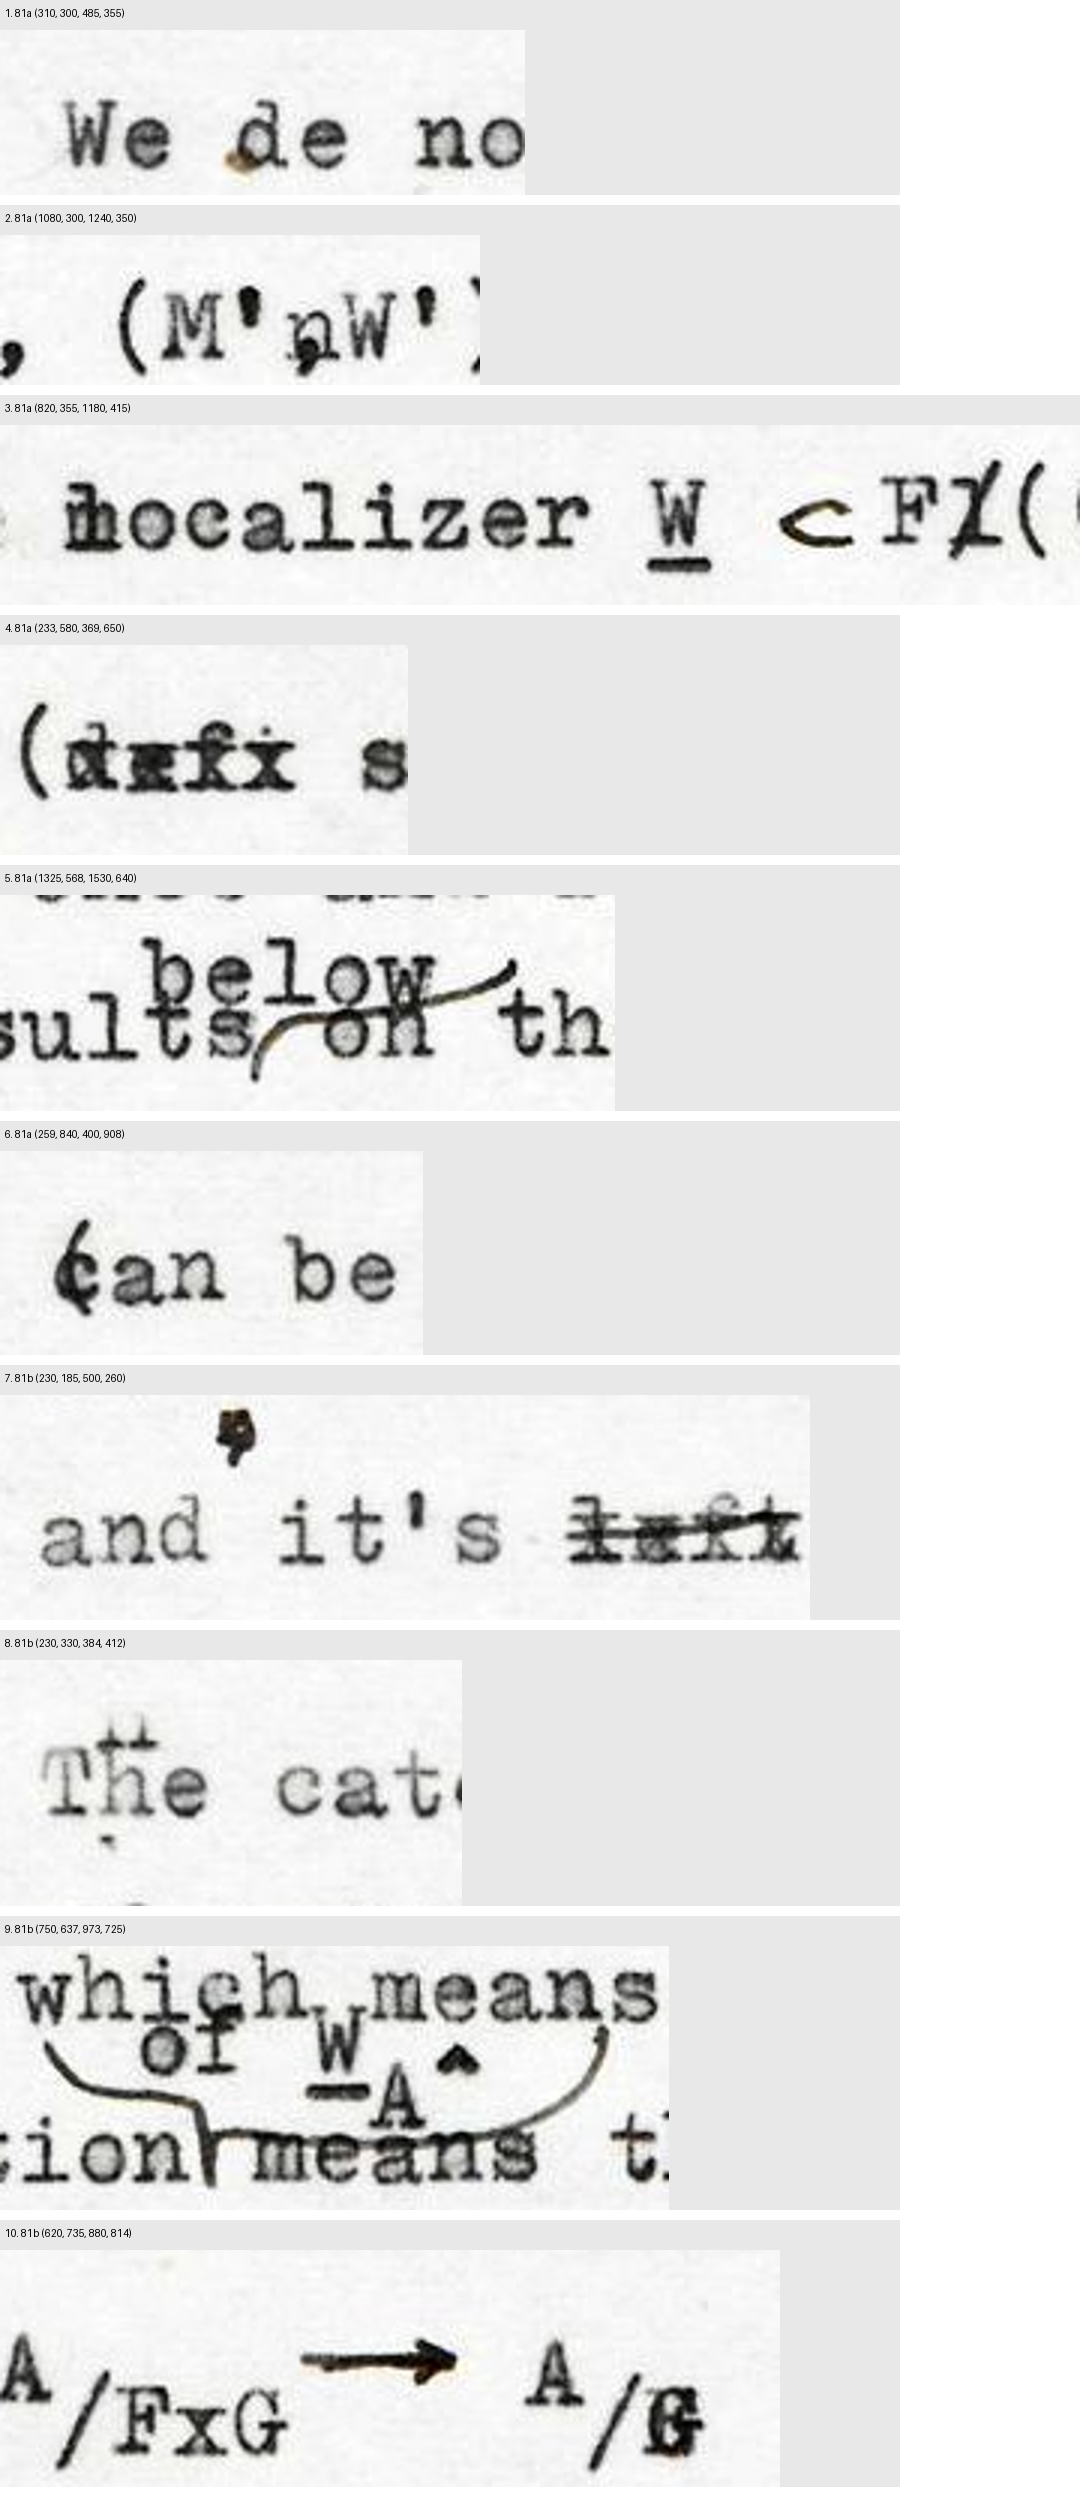 1. 81a (310, 300, 485, 355)
We de no
2. 81a (1080, 300, 1240, 350)
, (M' W')
3. 81a (820, 355, 1180, 415)
localizer W ⊂ F/(
4. 81a (233, 580, 369, 650)
( s
5. 81a (1325, 568, 1530, 640)
below
sults on th
6. 81a (259, 840, 400, 908)
can be
7. 81b (230, 185, 500, 260)
and it's left
8. 81b (230, 330, 384, 412)
The cat
9. 81b (750, 637, 973, 725)
which means
of W
A
tion means t
10. 81b (620, 735, 880, 814)
A/FxG → A/G